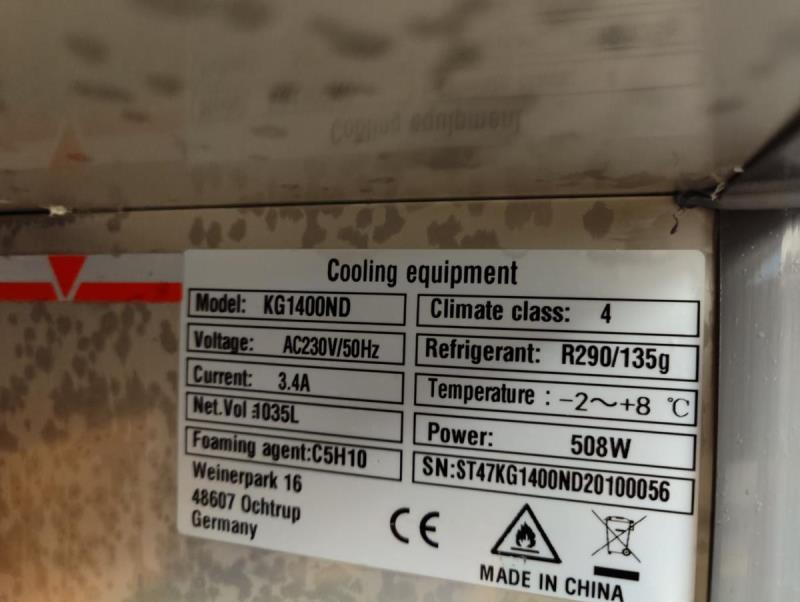 Cooling equipment
Cooling equipment
Model: KG1400ND
Climate class: 4
Voltage: AC230V/50Hz
Refrigerant: R290/135g
Current: 3.4A
Temperature : -2～+8 ℃
Net.Vol :1035L
Power: 508W
Foaming agent:C5H10
SN:ST47KG1400ND20100056
Weinerpark 16
48607 Ochtrup
Germany
CE
MADE IN CHINA